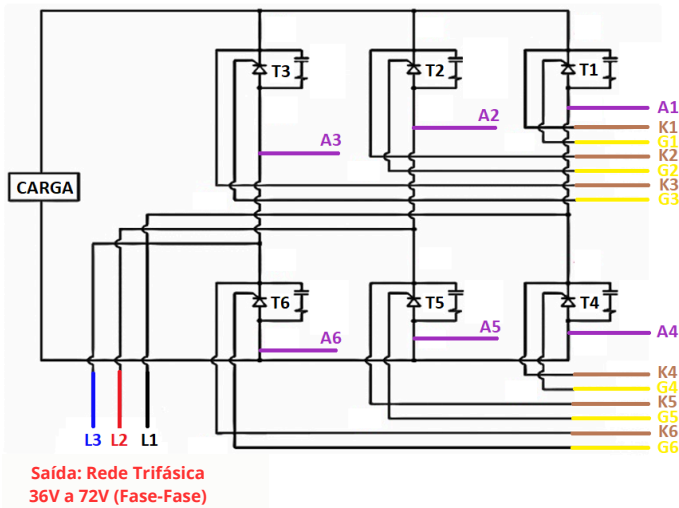 T3
T2
T1
A1
A2
K1
A3
G1
K2
G2
CARGA
K3
G3
T6
T5
T4
A6
A5
A4
K4
G4
K5
G5
L3 L2 L1
K6
G6
Saída: Rede Trifásica
36V a 72V (Fase-Fase)